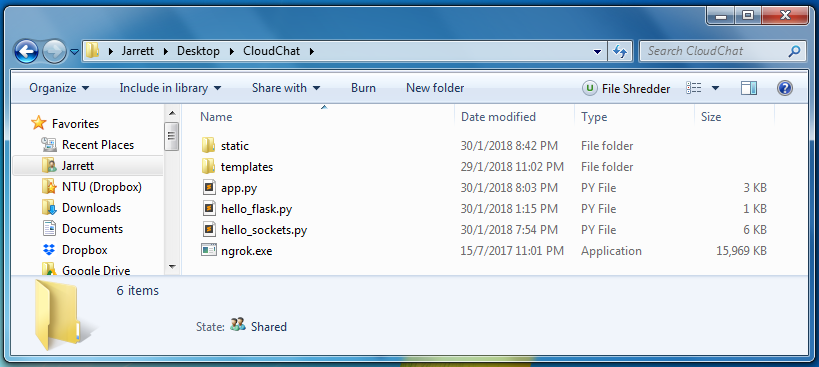 Jarrett Desktop CloudChat Search CloudChat
Organize Include in library Share with Burn New folder File Shredder
Favorites
Recent Places
Jarrett
NTU (Dropbox)
Downloads
Documents
Dropbox
Google Drive
Name Date modified Type Size
static 30/1/2018 8:42 PM File folder
templates 29/1/2018 11:02 PM File folder
app.py 30/1/2018 8:03 PM PY File 3 KB
hello_flask.py 30/1/2018 1:15 PM PY File 1 KB
hello_sockets.py 30/1/2018 7:54 PM PY File 6 KB
ngrok.exe 15/7/2017 11:01 PM Application 15,969 KB
6 items
State: Shared